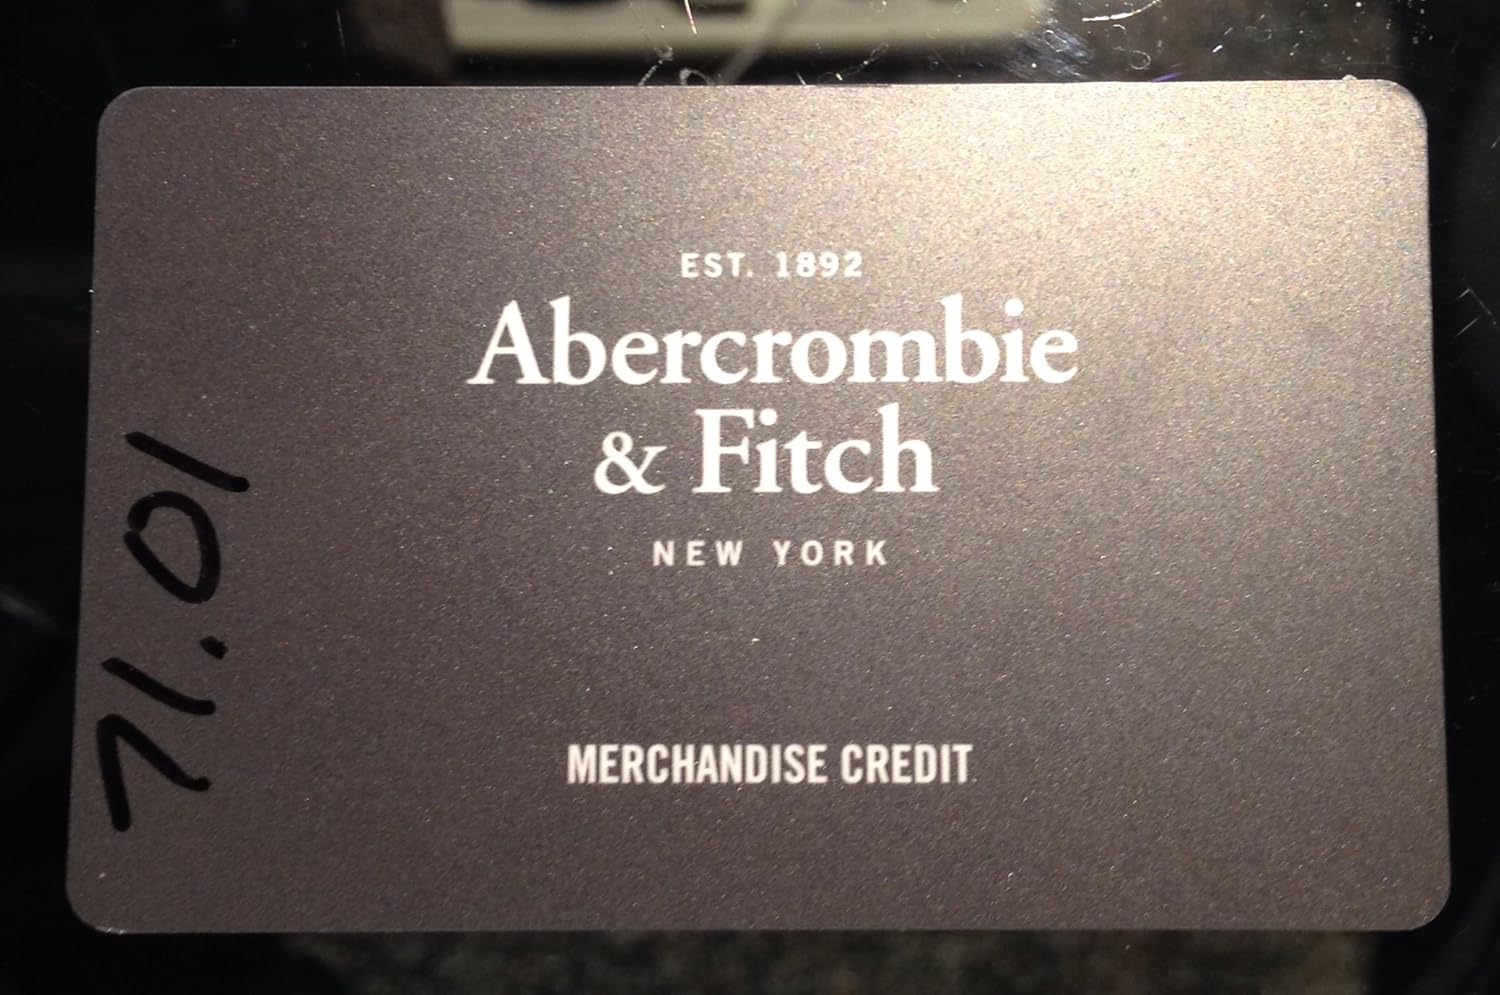 EST. 1892
Abercrombie
& Fitch
NEW YORK
MERCHANDISE CREDIT
71.01